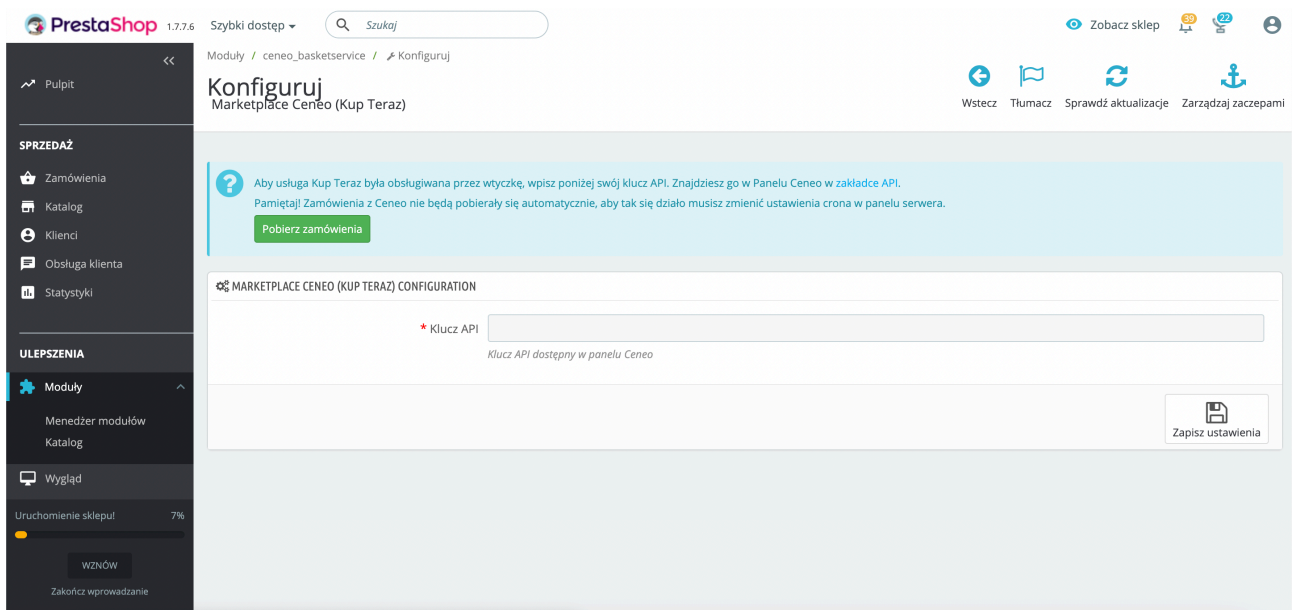 PrestaShop 1.7.7.6
Szybki dostęp
Szukaj
Zobacz sklep
39
22
Pulpit
SPRZEDAŻ
Zamówienia
Katalog
Klienci
Obsługa klienta
Statystyki
ULEPSZENIA
Moduły
Menedżer modułów
Katalog
Wygląd
Uruchomienie sklepu! 7%
WZNÓW
Zakończ wprowadzanie
Moduły / ceneo_basketservice / Konfiguruj
Konfiguruj
Marketplace Ceneo (Kup Teraz)
Wstecz
Tłumacz
Sprawdź aktualizacje
Zarządzaj zaczepami
Aby usługa Kup Teraz była obsługiwana przez wtyczkę, wpisz poniżej swój klucz API. Znajdziesz go w Panelu Ceneo w zakładce API.
Pamiętaj! Zamówienia z Ceneo nie będą pobierały się automatycznie, aby tak się działo musisz zmienić ustawienia crona w panelu serwera.
Pobierz zamówienia
MARKETPLACE CENEO (KUP TERAZ) CONFIGURATION
* Klucz API
Klucz API dostępny w panelu Ceneo
Zapisz ustawienia